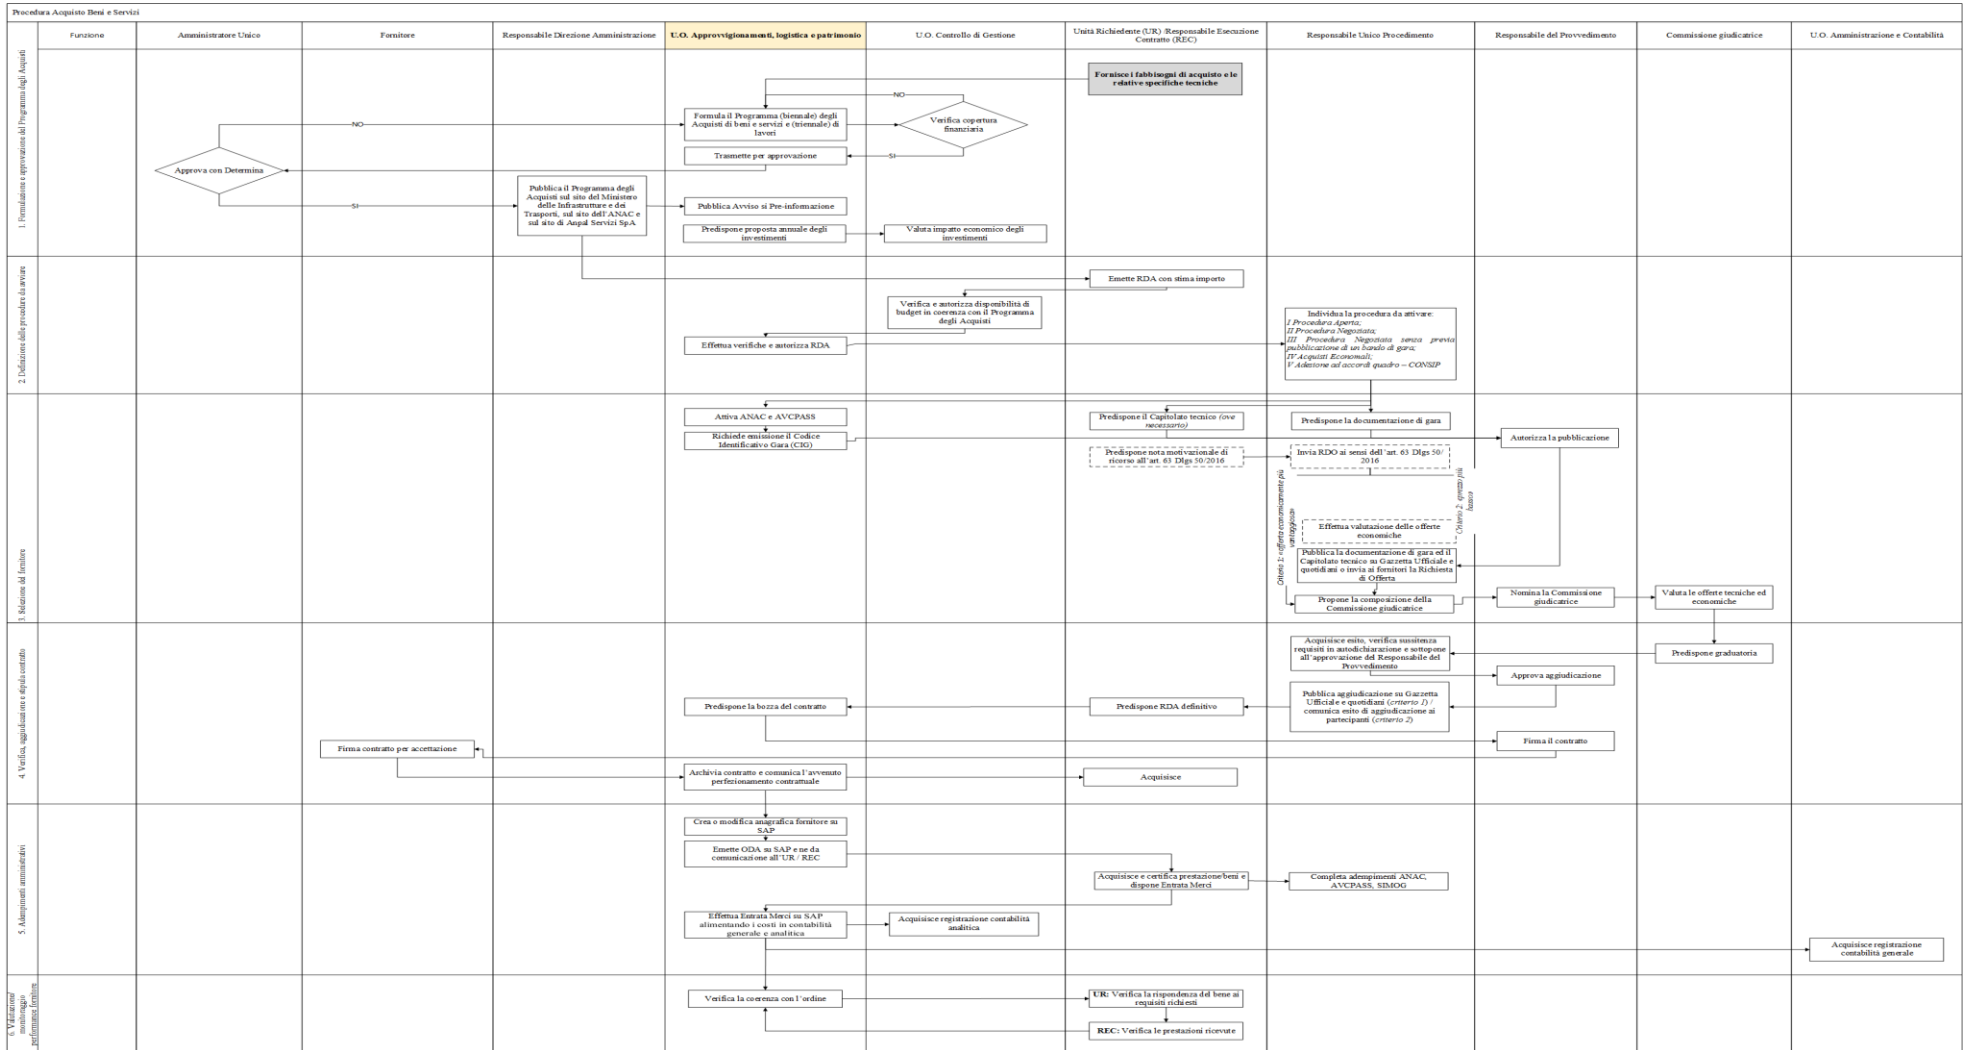 Procedura Acquisto Beni e Servizi
Funzione
Amministratore Unico
Fornitore
Responsabile Direzione Amministrazione
U.O. Approvvigionamenti, logistica e patrimonio
U.O. Controllo di Gestione
Unità Richiedente (UR) /Responsabile Esecuzione
Contratto (REC)
Responsabile Unico Procedimento
Responsabile del Provvedimento
Commissione giudicatrice
U.O. Amministrazione e Contabilità
1. Formulazione e approvazione del Programma degli Acquisti
Fornisce i fabbisogni di acquisto e le
relative specifiche tecniche
NO
Formula il Programma (biennale) degli
Acquisti di beni e servizi e (triennale) di
lavori
Verifica copertura
finanziaria
NO
Trasmette per approvazione
SI
Approva con Determina
Pubblica il Programma degli
Acquisti sul sito del Ministero
delle Infrastrutture e dei
Trasporti, sul sito dell'ANAC e
sul sito di Anpal Servizi SpA
SI
Pubblica Avviso si Pre-informazione
Predispone proposta annuale degli
investimenti
Valuta impatto economico degli
investimenti
2. Definizione delle procedure da avviare
Emette RDA con stima importo
Verifica e autorizza disponibilità di
budget in coerenza con il Programma
degli Acquisti
Effettua verifiche e autorizza RDA
Individua la procedura da attivare:
I Procedura Aperta;
II Procedura Negoziata;
III Procedura Negoziata senza previa
pubblicazione di un bando di gara;
IV Acquisti Economali;
V Adesione ad accordi quadro – CONSIP
3. Selezione del fornitore
Attiva ANAC e AVCPASS
Richiede emissione il Codice
Identificativo Gara (CIG)
Predispone il Capitolato tecnico (ove
necessario)
Predispone la documentazione di gara
Autorizza la pubblicazione
Predispone nota motivazionale di
ricorso all'art. 63 Dlgs 50/2016
Invia RDO ai sensi dell'art. 63 Dlgs 50/
2016
Criterio 1: «offerta economicamente più
vantaggiosa»
Criterio 2: «prezzo più
basso»
Effettua valutazione delle offerte
economiche
Pubblica la documentazione di gara ed il
Capitolato tecnico su Gazzetta Ufficiale e
quotidiani o invia ai fornitori la Richiesta
di Offerta
Propone la composizione della
Commissione giudicatrice
Nomina la Commissione
giudicatrice
Valuta le offerte tecniche ed
economiche
4. Verifica, aggiudicazione e stipula contratto
Acquisisce esito, verifica sussitenza
requisiti in autodichiarazione e sottopone
all'approvazione del Responsabile del
Provvedimento
Predispone graduatoria
Approva aggiudicazione
Predispone la bozza del contratto
Predispone RDA definitivo
Pubblica aggiudicazione su Gazzetta
Ufficiale e quotidiani (criterio 1) /
comunica esito di aggiudicazione ai
partecipanti (criterio 2)
Firma contratto per accettazione
Firma il contratto
Archivia contratto e comunica l'avvenuto
perfezionamento contrattuale
Acquisisce
5. Adempimenti amministrativi
Crea o modifica anagrafica fornitore su
SAP
Emette ODA su SAP e ne da
comunicazione all'UR / REC
Acquisisce e certifica prestazione/beni e
dispone Entrata Merci
Completa adempimenti ANAC,
AVCPASS, SIMOG
Effettua Entrata Merci su SAP
alimentando i costi in contabilità
generale e analitica
Acquisisce registrazione contabilità
analitica
Acquisisce registrazione
contabilità generale
6. Valutazione/
monitoraggio
performance fornitore
Verifica la coerenza con l'ordine
UR: Verifica la rispondenza del bene ai
requisiti richiesti
REC: Verifica le prestazioni ricevute